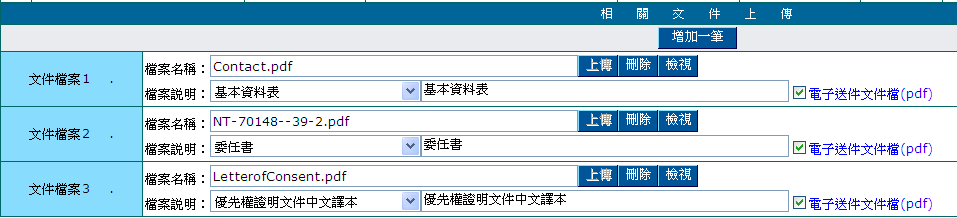 相 關 文 件 上 傳
增加一筆
文件檔案1 .
檔案名稱：Contact.pdf 上傳 刪除 檢視
檔案說明：基本資料表 基本資料表 電子送件文件檔(pdf)
文件檔案2 .
檔案名稱：NT-70148--39-2.pdf 上傳 刪除 檢視
檔案說明：委任書 委任書 電子送件文件檔(pdf)
文件檔案3 .
檔案名稱：LetterofConsent.pdf 上傳 刪除 檢視
檔案說明：優先權證明文件中文譯本 優先權證明文件中文譯本 電子送件文件檔(pdf)